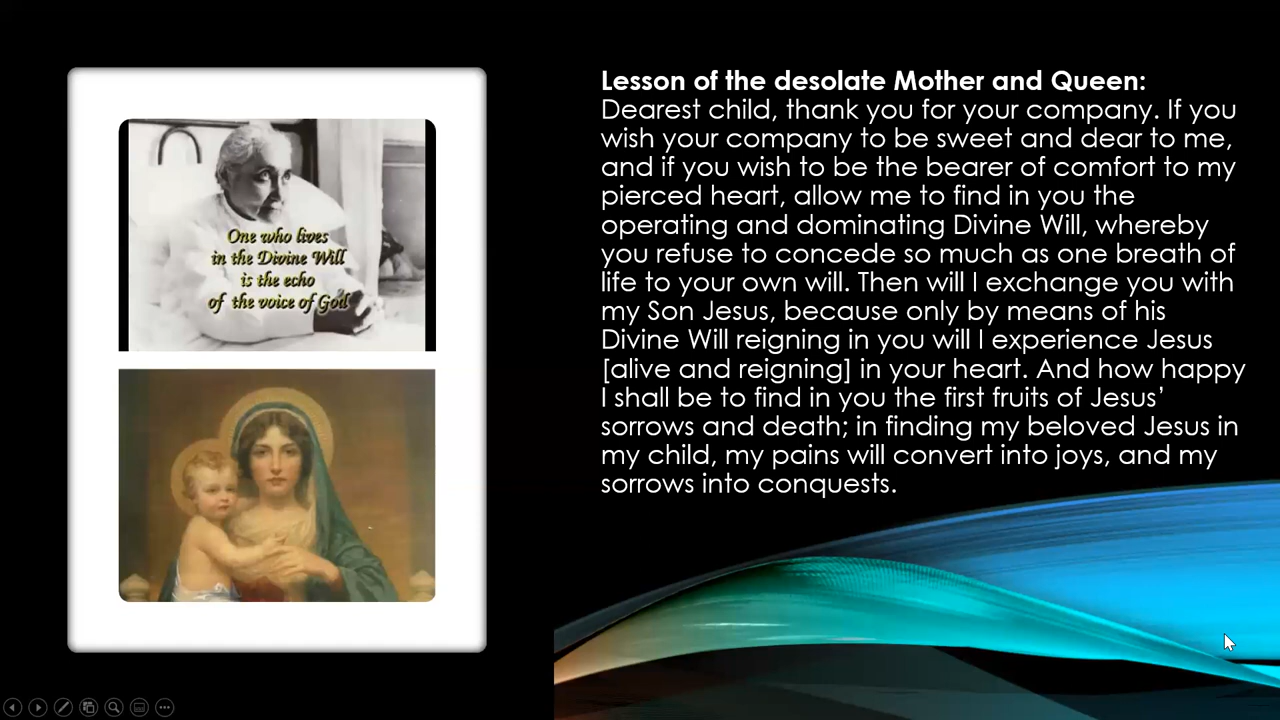 One who lives
in the Divine Will
is the echo
of the voice of God
Lesson of the desolate Mother and Queen:
Dearest child, thank you for your company. If you
wish your company to be sweet and dear to me,
and if you wish to be the bearer of comfort to my
pierced heart, allow me to find in you the
operating and dominating Divine Will, whereby
you refuse to concede so much as one breath of
life to your own will. Then will I exchange you with
my Son Jesus, because only by means of his
Divine Will reigning in you will I experience Jesus
[alive and reigning] in your heart. And how happy
I shall be to find in you the first fruits of Jesus’
sorrows and death; in finding my beloved Jesus in
my child, my pains will convert into joys, and my
sorrows into conquests.